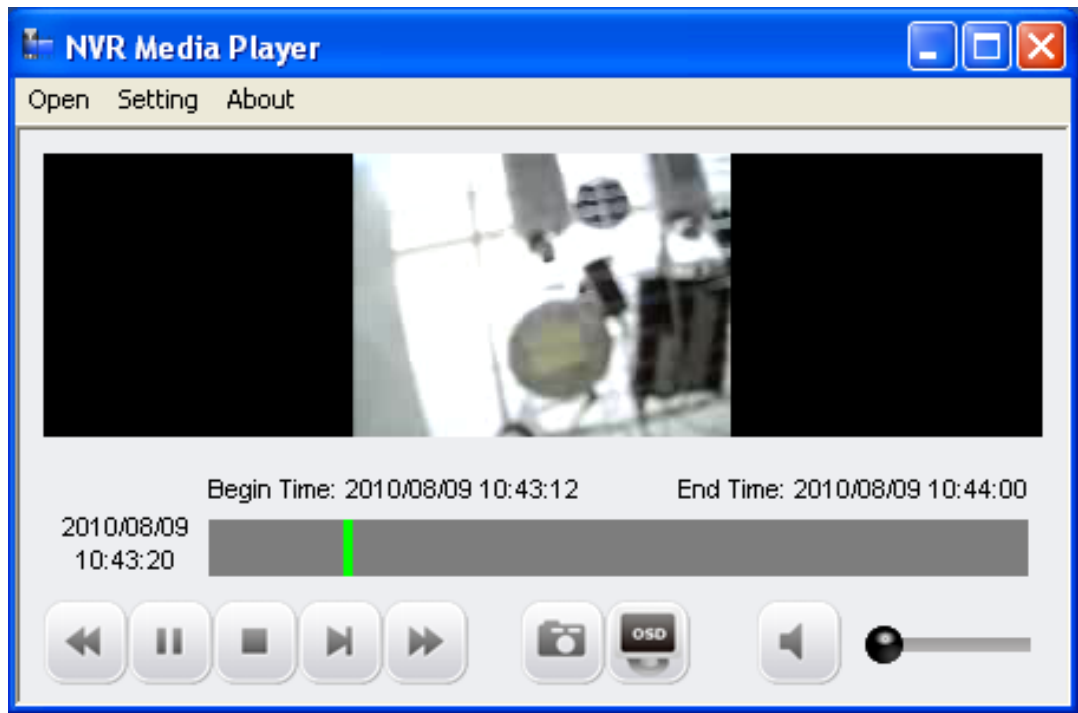 NVR Media Player
Open Setting About
Begin Time: 2010/08/09 10:43:12 End Time: 2010/08/09 10:44:00
2010/08/09
10:43:20
OSD